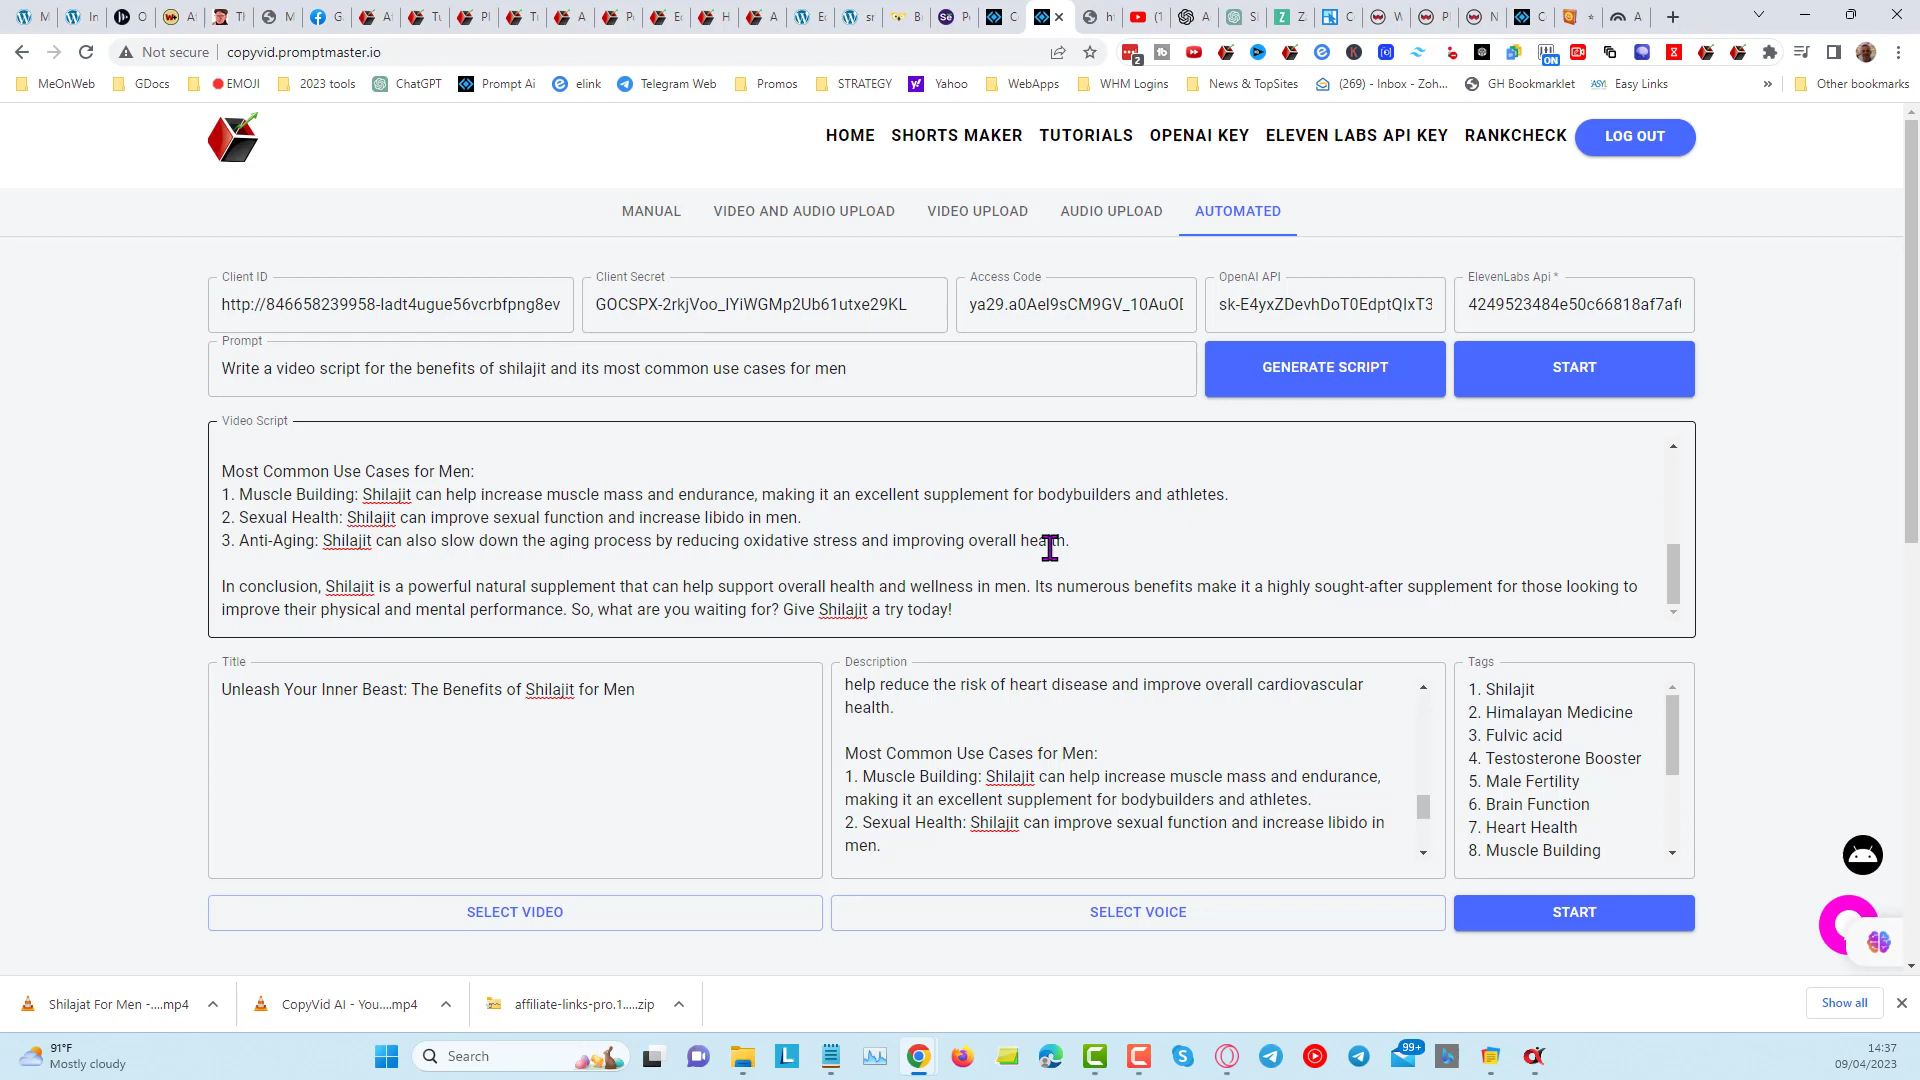 Not secure
copyvid.promptmaster.io
MeOnWeb
GDocs
EMOJI
2023 tools
ChatGPT
Prompt Ai
elink
Telegram Web
Promos
STRATEGY
Yahoo
WebApps
WHM Logins
News & TopSites
(269) - Inbox - Zoh...
GH Bookmarklet
Easy Links
Other bookmarks
HOME SHORTS MAKER TUTORIALS OPENAI KEY ELEVEN LABS API KEY RANKCHECK LOG OUT
MANUAL VIDEO AND AUDIO UPLOAD VIDEO UPLOAD AUDIO UPLOAD AUTOMATED
Client ID
http://846658239958-ladt4ugue56vcrbfpng8ev
Client Secret
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
Access Code
ya29.a0Ael9sCM9GV_10AuOD
OpenAI API
sk-E4yxZDevhDoT0EdptQIxT3
ElevenLabs Api *
4249523484e50c66818af7af
Prompt
Write a video script for the benefits of shilajit and its most common use cases for men
GENERATE SCRIPT
START
Video Script
Most Common Use Cases for Men:
1. Muscle Building: Shilajit can help increase muscle mass and endurance, making it an excellent supplement for bodybuilders and athletes.
2. Sexual Health: Shilajit can improve sexual function and increase libido in men.
3. Anti-Aging: Shilajit can also slow down the aging process by reducing oxidative stress and improving overall health.
In conclusion, Shilajit is a powerful natural supplement that can help support overall health and wellness in men. Its numerous benefits make it a highly sought-after supplement for those looking to
improve their physical and mental performance. So, what are you waiting for? Give Shilajit a try today!
Title
Unleash Your Inner Beast: The Benefits of Shilajit for Men
Description
help reduce the risk of heart disease and improve overall cardiovascular
health.
Most Common Use Cases for Men:
1. Muscle Building: Shilajit can help increase muscle mass and endurance,
making it an excellent supplement for bodybuilders and athletes.
2. Sexual Health: Shilajit can improve sexual function and increase libido in
men.
Tags
1. Shilajit
2. Himalayan Medicine
3. Fulvic acid
4. Testosterone Booster
5. Male Fertility
6. Brain Function
7. Heart Health
8. Muscle Building
SELECT VIDEO
SELECT VOICE
START
Shilajat For Men -....mp4
CopyVid AI - You....mp4
affiliate-links-pro.1.....zip
Show all
91°F
Mostly cloudy
Search
99+
14:37
09/04/2023